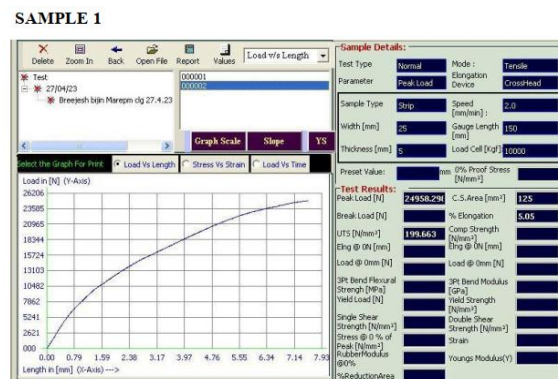 SAMPLE 1
Delete Zoom In Back Open File Report Values Load v/s Length
Test
27/04/23
Breejesh bijin Marepm clg 27.4.23
000001
000002
Graph Scale Slope YS
Select the Graph For Print Load Vs Length Stress Vs Strain Load Vs Time
Load in [N] (Y-Axis)
26206
23585
20965
18344
15724
13103
10482
7862
5241
2621
000
0.00 0.79 1.59 2.38 3.17 3.97 4.76 5.55 6.34 7.14 7.93
Length in [mm] (X-Axis) --->
Sample Details:
Test Type Normal Mode : Tensile
Parameter Peak Load Elongation Device CrossHead
Sample Type Strip Speed [mm/min] : 2.0
Width [mm] 25 Gauge Length [mm] 150
Thickness [mm] 5 Load Cell [Kgf] 10000
Preset Value: mm 0% Proof Stress [N/mm²]
Test Results:
Peak Load [N] 24958.290 C.S.Area [mm²] 125
Break Load [N] % Elongation 5.05
UTS [N/mm²] 199.663 Comp Strength [N/mm²]
Elng @ 0N [mm] Elng @ 0N [mm]
Load @ 0mm [N] Load @ 0mm [N]
3Pt Bend Flexural Strengh [MPa] 3Pt Bend Modulus [GPa]
Yield Load [N] Yield Strength [N/mm²]
Single Shear Strength [N/mm²] Double Shear Strength [N/mm²]
Stress @ 0 % of Peak [N/mm²] Strain
RubberModulus @0% Youngs Modulus(Y)
%ReductionArea